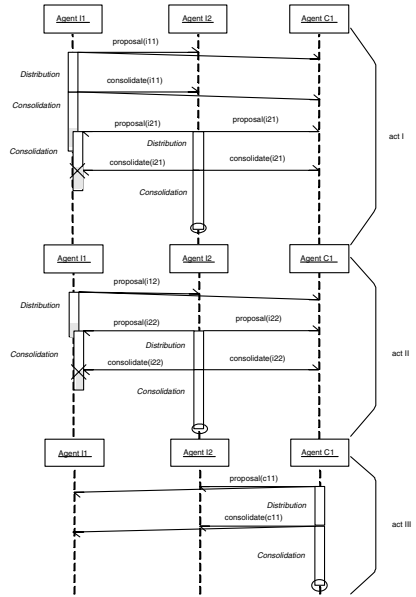 Agent I1 Agent I2 Agent C1
proposal(i11)
Distribution
consolidate(i11)
Consolidation
proposal(i21) proposal(i21)
act I
Distribution
Consolidation
consolidate(i21) consolidate(i21)
Consolidation
Agent I1 Agent I2 Agent C1
proposal(i12)
Distribution
proposal(i22) proposal(i22)
Distribution
Consolidation act II
consolidate(i22) consolidate(i22)
Consolidation
Agent I1 Agent I2 Agent C1
proposal(c11)
Distribution
consolidate(c11)
act III
Consolidation